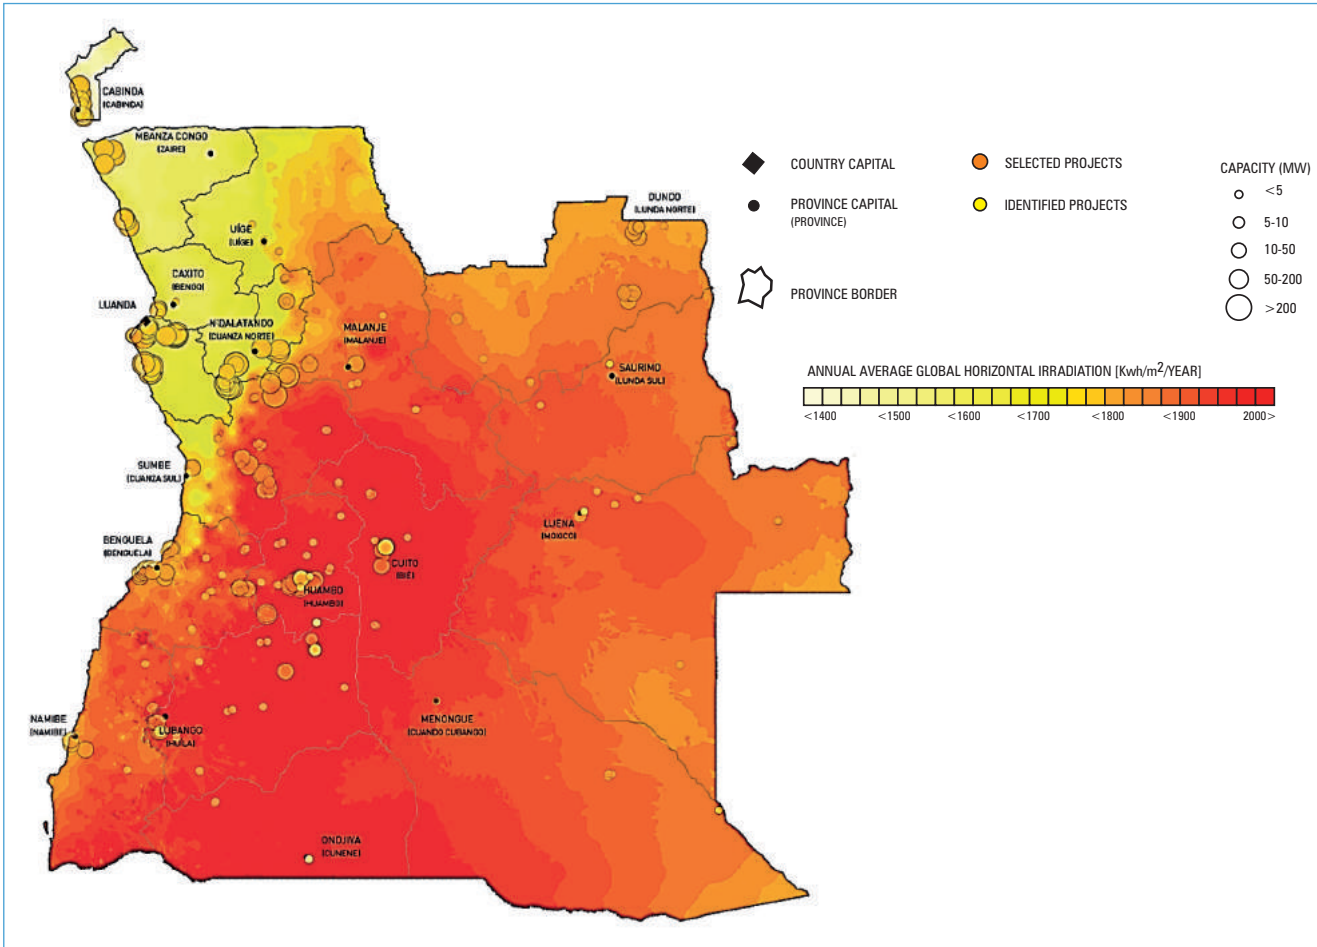 CABINDA
(CABINDA)
MBANZA CONGO
(ZAIRE)
UÍGE
(UÍGE)
CAXITO
(BENGO)
LUANDA
N'DALATANDO
(CUANZA NORTE)
MALANJE
(MALANJE)
DUNDO
(LUNDA NORTE)
SAURIMO
(LUNDA SUL)
SUMBE
(CUANZA SUL)
BENGUELA
(BENGUELA)
HUAMBO
(HUAMBO)
CUITO
(BIÉ)
LUENA
(MOXICO)
NAMIBE
(NAMIBE)
LUBANGO
(HUÍLA)
MENONGUE
(CUANDO CUBANGO)
ONDJIVA
(CUNENE)
COUNTRY CAPITAL
PROVINCE CAPITAL
(PROVINCE)
PROVINCE BORDER
SELECTED PROJECTS
IDENTIFIED PROJECTS
CAPACITY (MW)
<5
5-10
10-50
50-200
>200
ANNUAL AVERAGE GLOBAL HORIZONTAL IRRADIATION [Kwh/m²/YEAR]
<1400 <1500 <1600 <1700 <1800 <1900 2000>